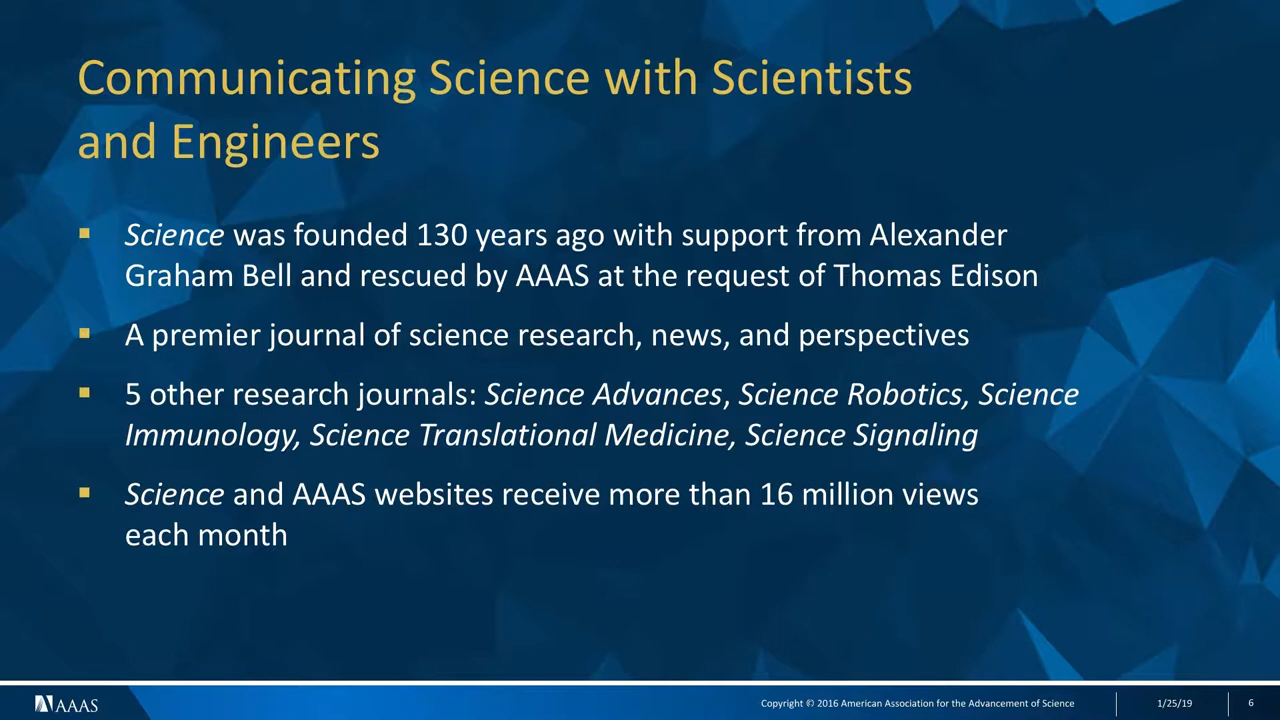 Communicating Science with Scientists
and Engineers
▪ Science was founded 130 years ago with support from Alexander
Graham Bell and rescued by AAAS at the request of Thomas Edison
▪ A premier journal of science research, news, and perspectives
▪ 5 other research journals: Science Advances, Science Robotics, Science
Immunology, Science Translational Medicine, Science Signaling
▪ Science and AAAS websites receive more than 16 million views
each month
AAAS
Copyright © 2016 American Association for the Advancement of Science
1/25/19
6